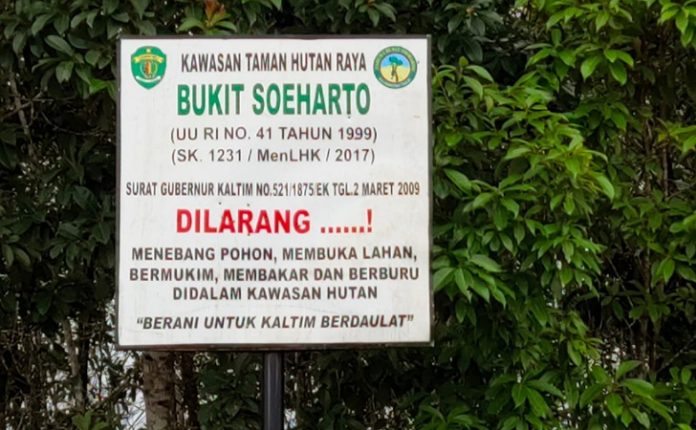 KAWASAN TAMAN HUTAN RAYA
BUKIT SOEHARTO
(UU RI NO. 41 TAHUN 1999)
(SK. 1231 / MenLHK / 2017)
SURAT GUBERNUR KALTIM NO.521/1875/EK TGL.2 MARET 2009
DILARANG ......!
MENEBANG POHON, MEMBUKA LAHAN,
BERMUKIM, MEMBAKAR DAN BERBURU
DIDALAM KAWASAN HUTAN
"BERANI UNTUK KALTIM BERDAULAT"